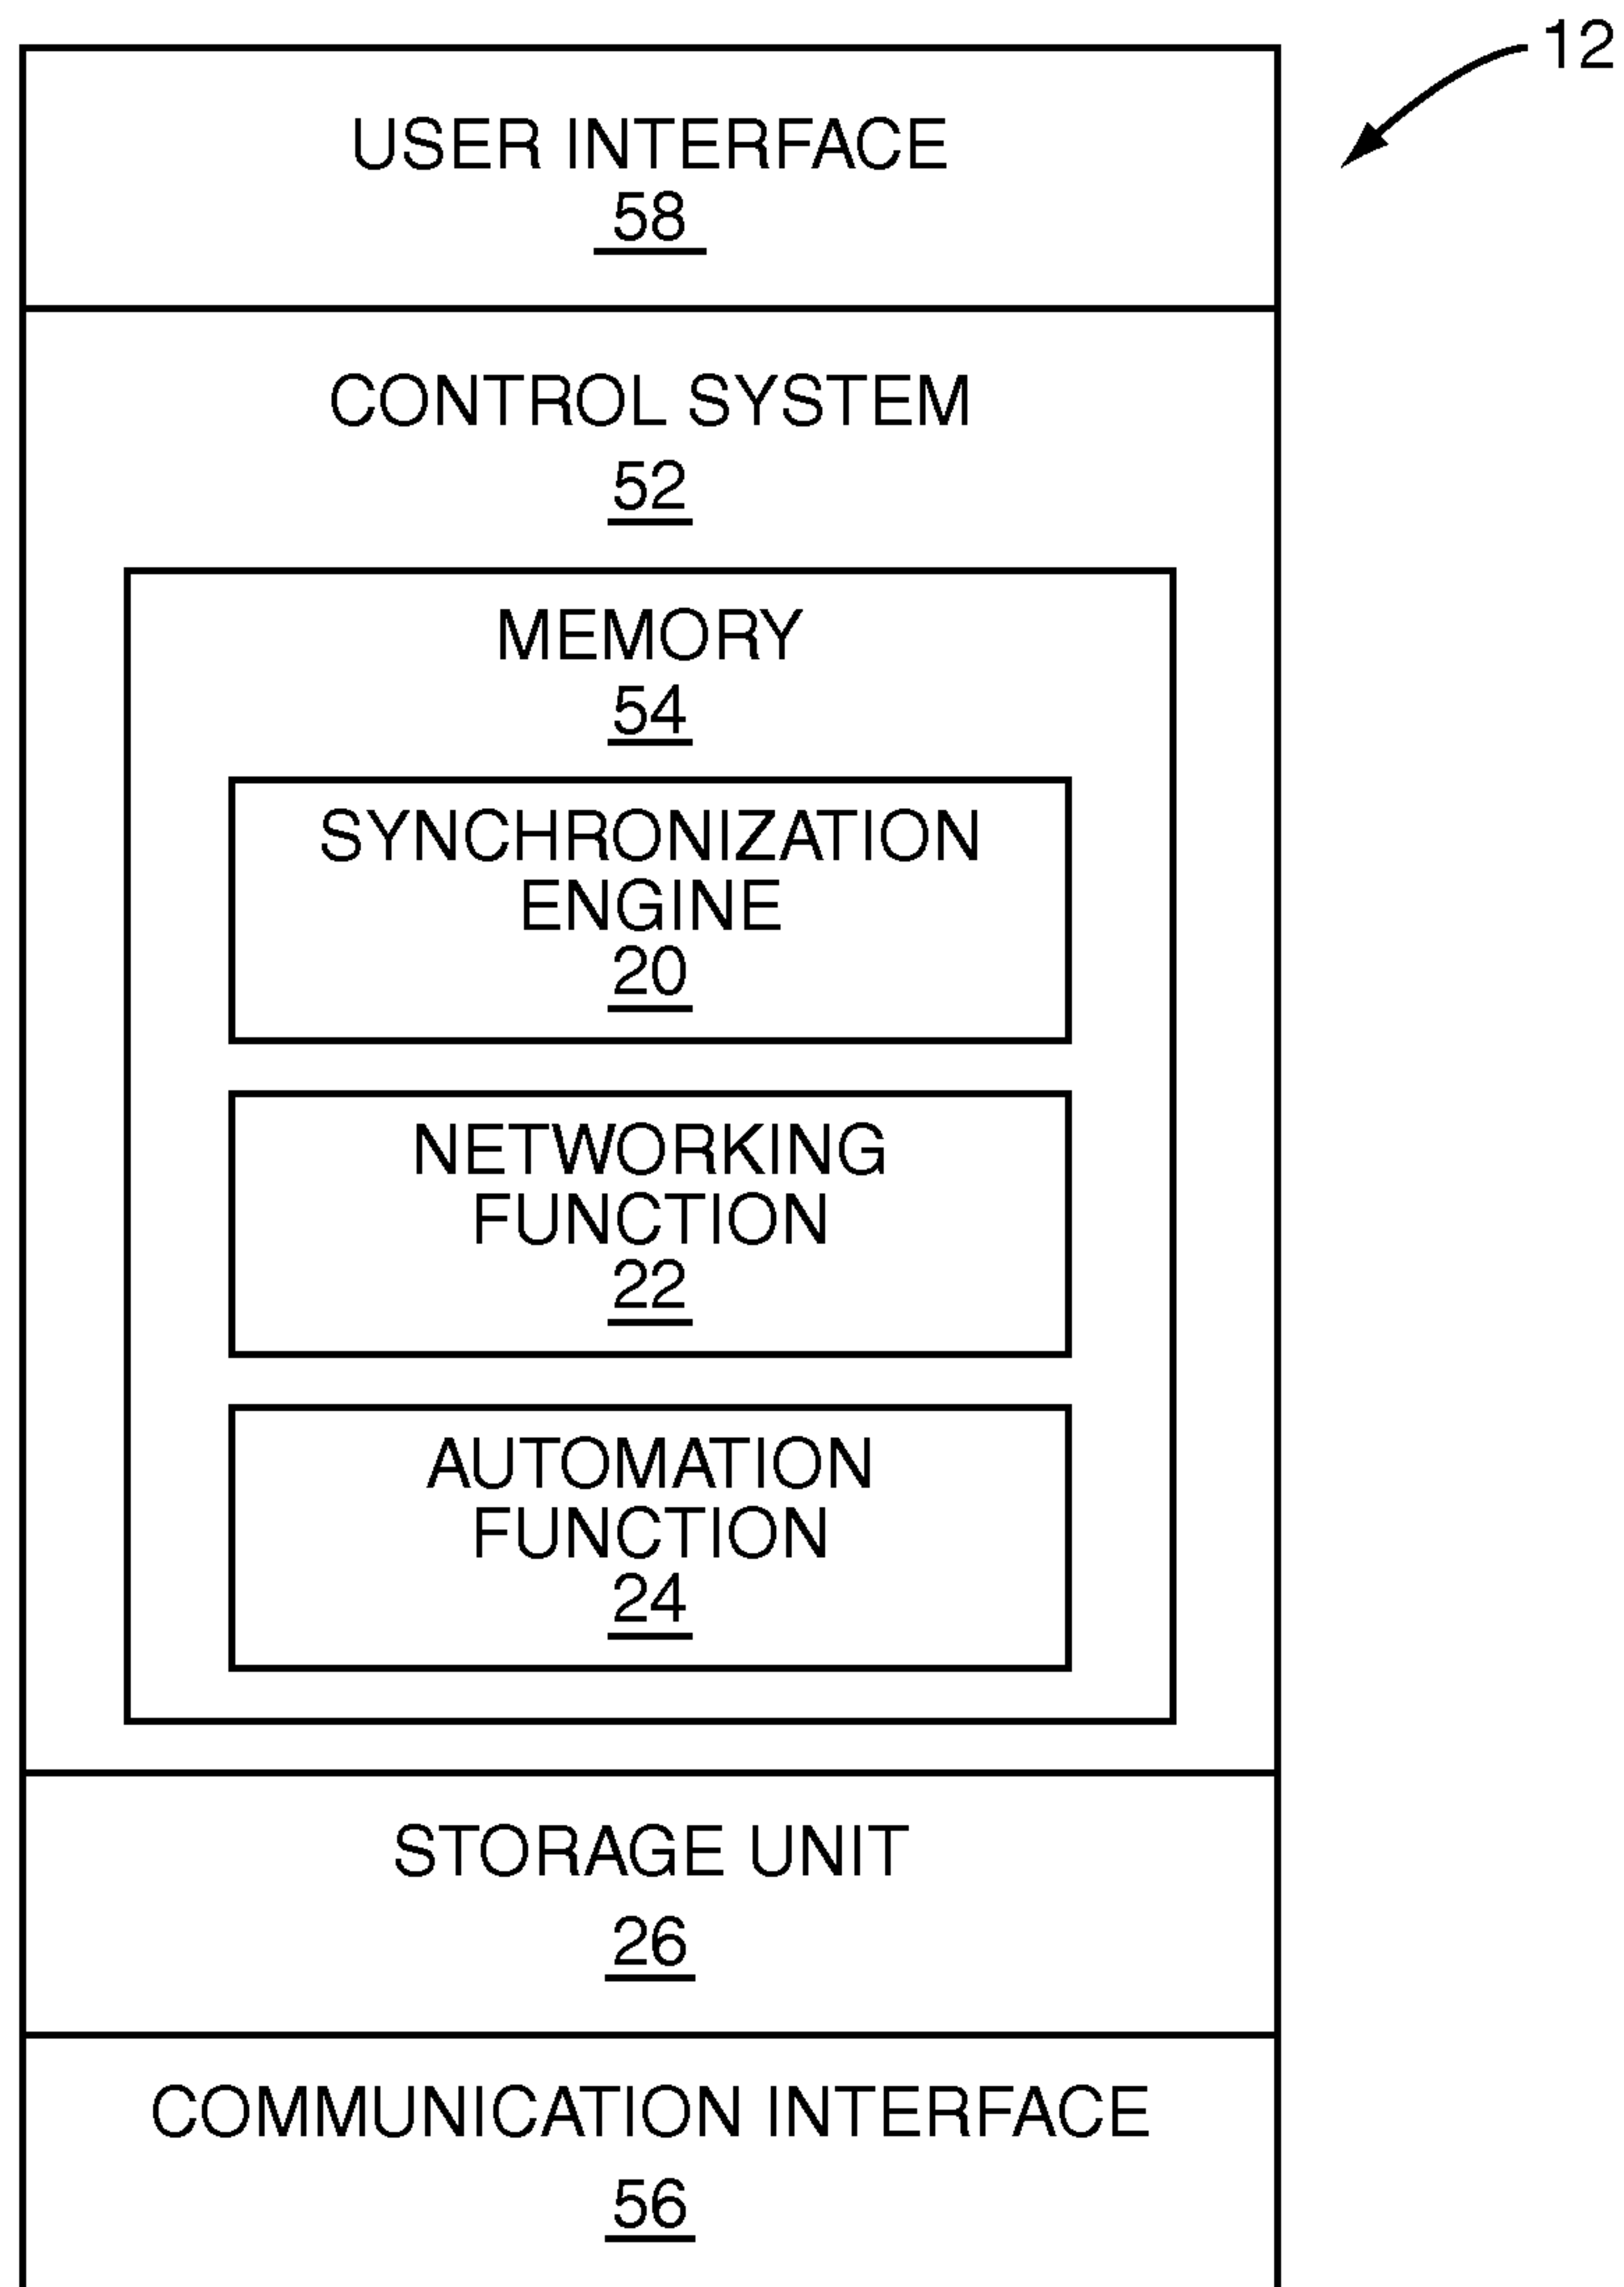 12
USER INTERFACE
58
CONTROL SYSTEM
52
MEMORY
54
SYNCHRONIZATION
ENGINE
20
NETWORKING
FUNCTION
22
AUTOMATION
FUNCTION
24
STORAGE UNIT
26
COMMUNICATION INTERFACE
56